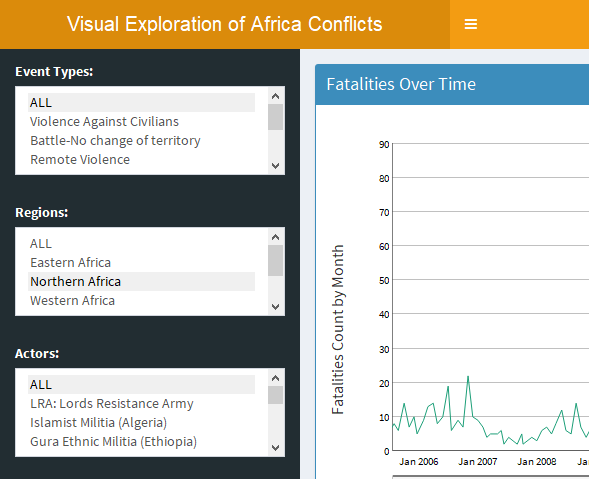 Visual Exploration of Africa Conflicts
Event Types:
ALL
Violence Against Civilians
Battle-No change of territory
Remote Violence
Regions:
ALL
Eastern Africa
Northern Africa
Western Africa
Actors:
ALL
LRA: Lords Resistance Army
Islamist Militia (Algeria)
Gura Ethnic Militia (Ethiopia)
Fatalities Over Time
Fatalities Count by Month
90
80
70
60
50
40
30
20
10
0
Jan 2006 Jan 2007 Jan 2008